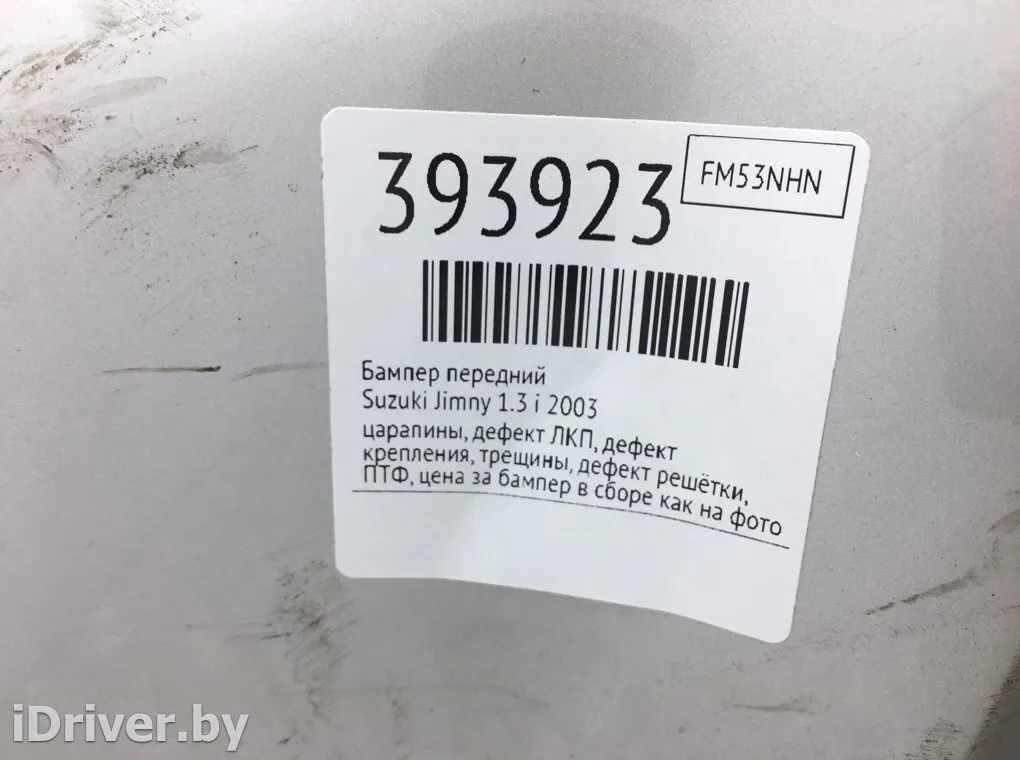 393923
FM53NHN
Бампер передний
Suzuki Jimny 1.3 i 2003
царапины, дефект ЛКП, дефект
крепления, трещины, дефект решётки,
ПТФ, цена за бампер в сборе как на фото
iDriver.by